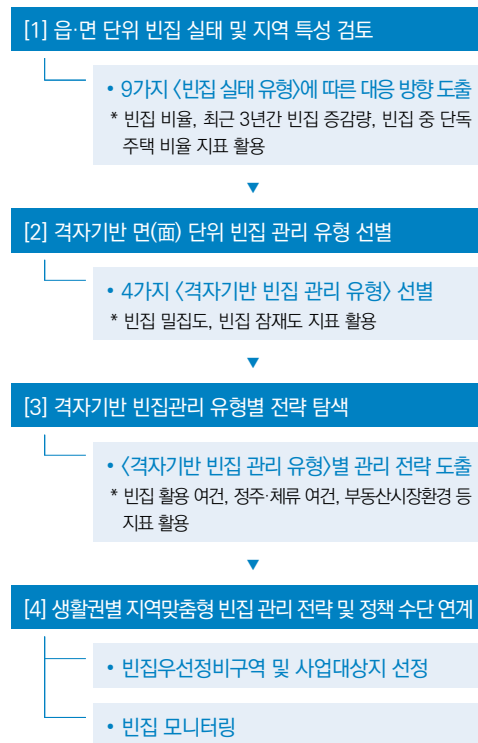 [1] 읍·면 단위 빈집 실태 및 지역 특성 검토
• 9가지 〈빈집 실태 유형〉에 따른 대응 방향 도출
* 빈집 비율, 최근 3년간 빈집 증감량, 빈집 중 단독
주택 비율 지표 활용
▼
[2] 격자기반 면(面) 단위 빈집 관리 유형 선별
• 4가지 〈격자기반 빈집 관리 유형〉 선별
* 빈집 밀집도, 빈집 잠재도 지표 활용
▼
[3] 격자기반 빈집관리 유형별 전략 탐색
• 〈격자기반 빈집 관리 유형〉별 관리 전략 도출
* 빈집 활용 여건, 정주·체류 여건, 부동산시장환경 등
지표 활용
▼
[4] 생활권별 지역맞춤형 빈집 관리 전략 및 정책 수단 연계
• 빈집우선정비구역 및 사업대상지 선정
• 빈집 모니터링